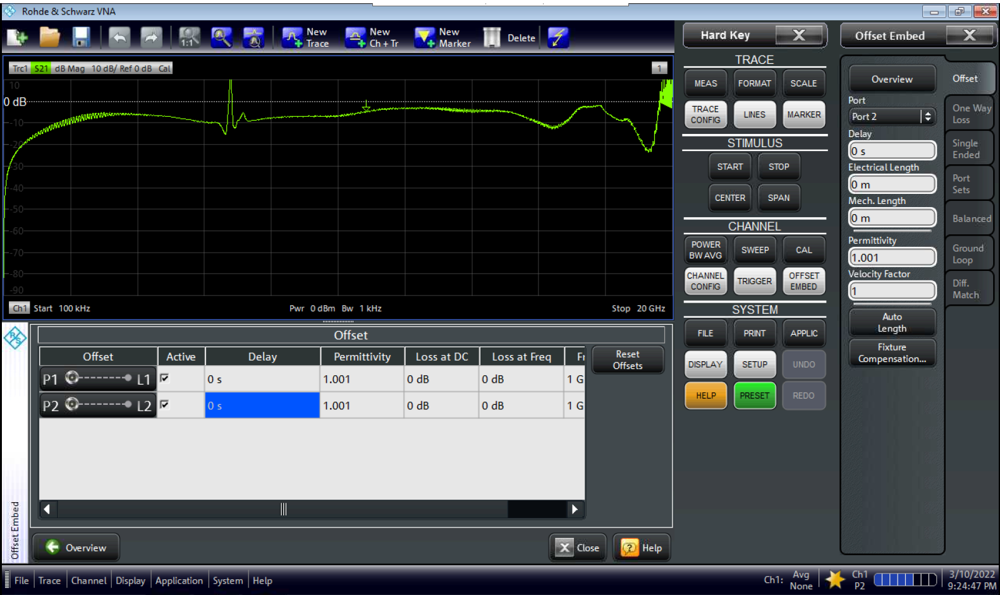 Rohde & Schwarz VNA
1:1
New
Trace
New
Ch + Tr
New
Marker
Delete
Trc1 S21 dB Mag 10 dB/ Ref 0 dB Cal
1
10
0 dB
-10
-20
-30
-40
-50
-60
-70
-80
-90
Ch1 Start 100 kHz
Pwr 0 dBm Bw 1 kHz
Stop 20 GHz
Offset
Offset Active Delay Permittivity Loss at DC Loss at Freq Fr
P1 L1 0 s 1.001 0 dB 0 dB 1 G
P2 L2 0 s 1.001 0 dB 0 dB 1 G
Reset
Offsets
R/S
Offset Embed
Overview
Close
Help
Hard Key
X
TRACE
MEAS FORMAT SCALE
TRACE
CONFIG
LINES MARKER
STIMULUS
START STOP
CENTER SPAN
CHANNEL
POWER
BW AVG
SWEEP CAL
CHANNEL
CONFIG
TRIGGER
OFFSET
EMBED
SYSTEM
FILE PRINT APPLIC
DISPLAY SETUP UNDO
HELP PRESET REDO
Offset Embed
X
Overview
Port
Port 2
Delay
0 s
Electrical Length
0 m
Mech. Length
0 m
Permittivity
1.001
Velocity Factor
1
Auto
Length
Fixture
Compensation...
Offset
One Way
Loss
Single
Ended
Port
Sets
Balanced
Ground
Loop
Diff.
Match
File Trace Channel Display Application System Help
Ch1:
Avg
None
Ch1
P2
3/10/2022
9:24:47 PM